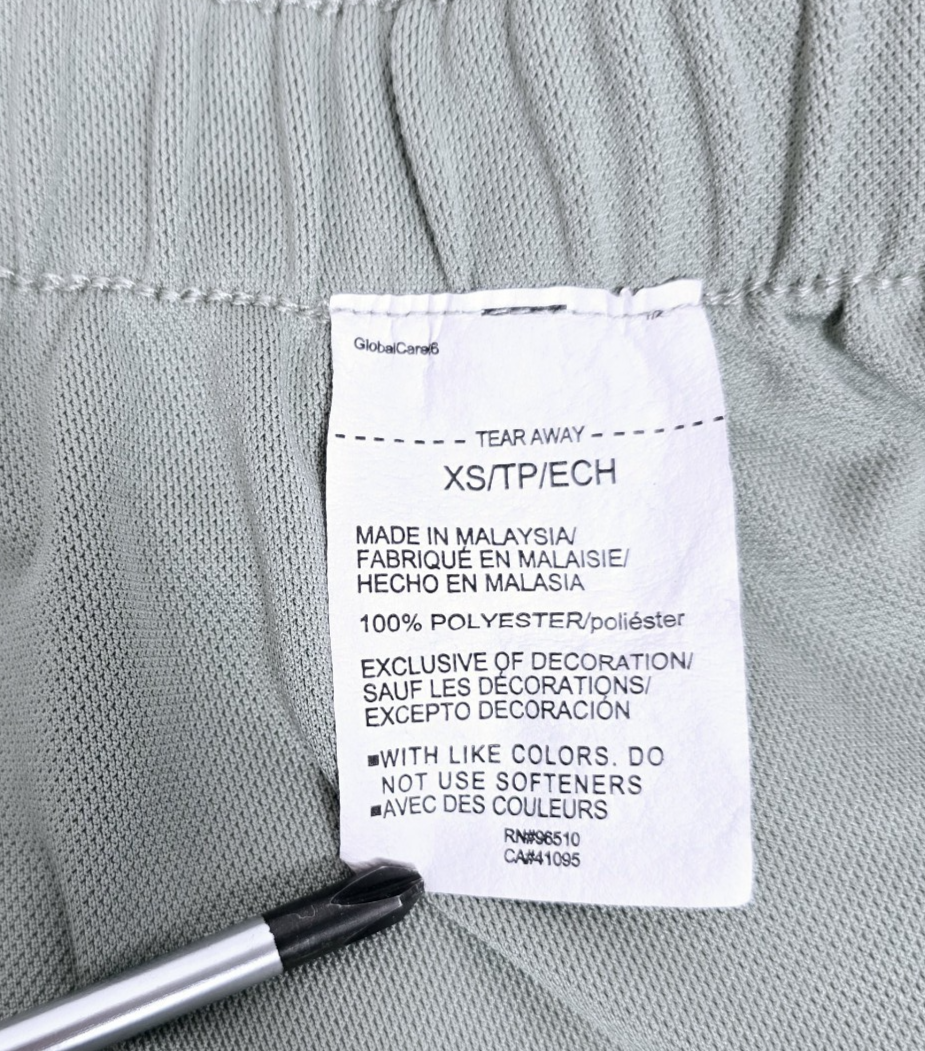 GlobalCare6
TEAR AWAY
XS/TP/ECH
MADE IN MALAYSIA/
FABRIQUÉ EN MALAISIE/
HECHO EN MALASIA
100% POLYESTER/poliéster
EXCLUSIVE OF DECORATION/
SAUF LES DÉCORATIONS/
EXCEPTO DECORACIÓN
■WITH LIKE COLORS. DO
NOT USE SOFTENERS
■AVEC DES COULEURS
RN#96510
CA#41095